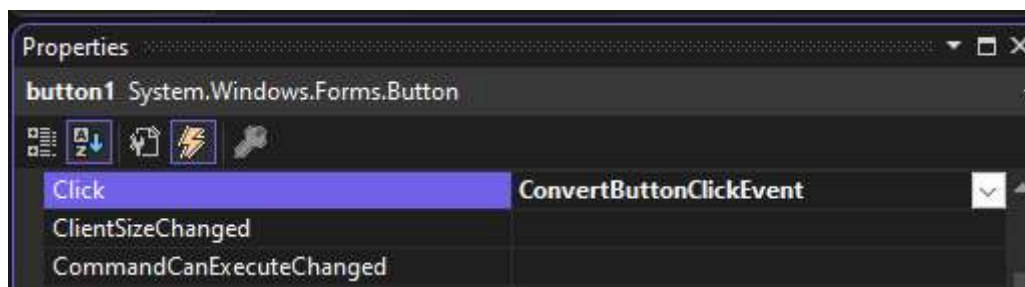 Properties
button1 System.Windows.Forms.Button
Click ConvertButtonClickEvent
ClientSizeChanged
CommandCanExecuteChanged